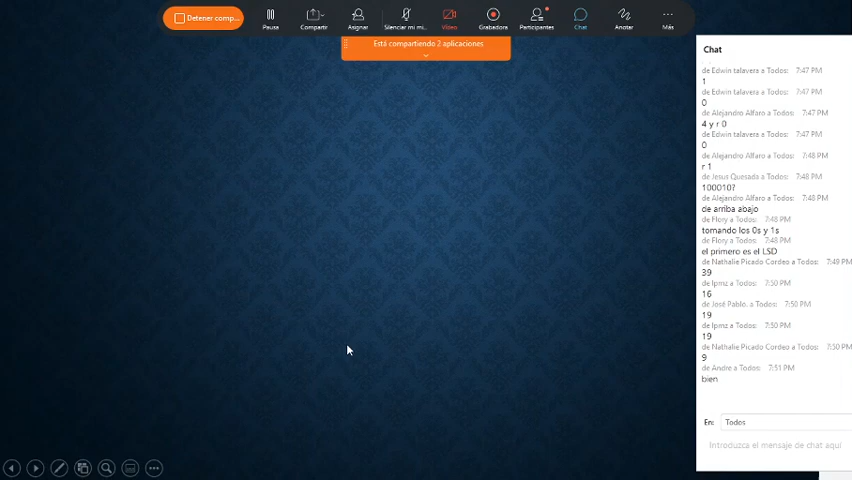 Detener comp...
Pausa
Compartir
Asignar
Silenciar mi mi...
Vídeo
Grabadora
Participantes
Chat
Anotar
Más
Está compartiendo 2 aplicaciones
Chat
de Edwin talavera a Todos: 7:47 PM
1
de Edwin talavera a Todos: 7:47 PM
0
de Alejandro Alfaro a Todos: 7:47 PM
4 y r 0
de Edwin talavera a Todos: 7:47 PM
0
de Alejandro Alfaro a Todos: 7:48 PM
r 1
de Jesus Quesada a Todos: 7:48 PM
100010?
de Alejandro Alfaro a Todos: 7:48 PM
de arriba abajo
de Flory a Todos: 7:48 PM
tomando los 0s y 1s
de Flory a Todos: 7:48 PM
el primero es el LSD
de Nathalie Picado Cordeo a Todos: 7:49 PM
39
de lpmz a Todos: 7:50 PM
16
de José Pablo. a Todos: 7:50 PM
19
de lpmz a Todos: 7:50 PM
19
de Nathalie Picado Cordeo a Todos: 7:50 PM
9
de Andre a Todos: 7:51 PM
bien
En: Todos
Introduzca el mensaje de chat aquí